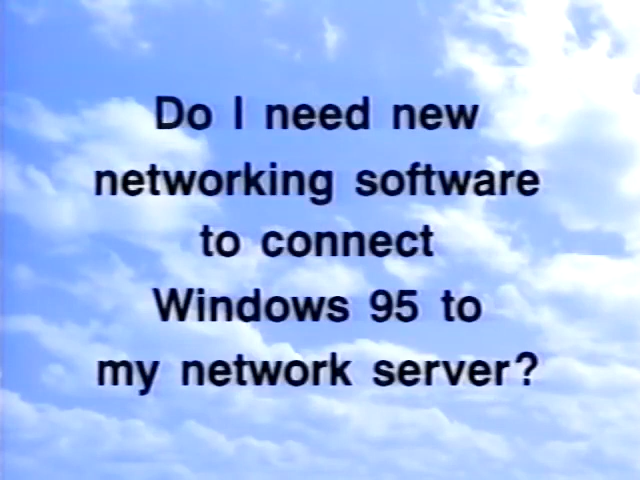 Do I need new
networking software
to connect
Windows 95 to
my network server?